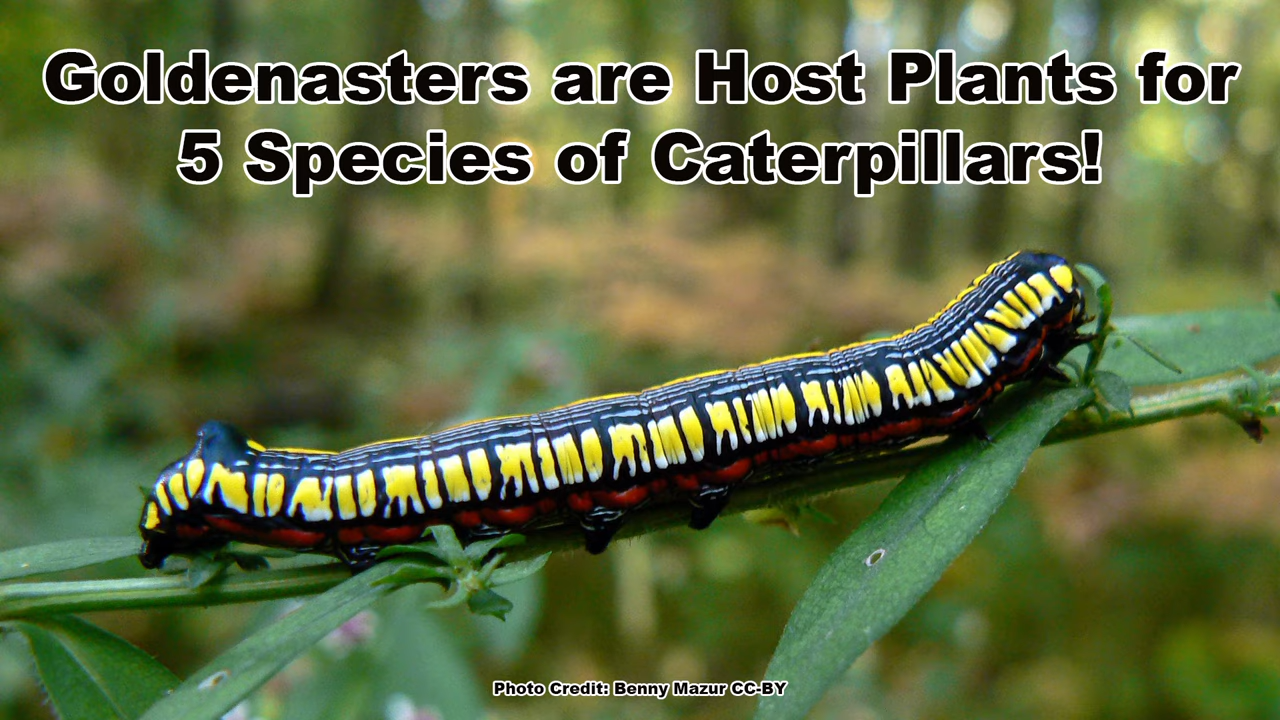 Goldenasters are Host Plants for
5 Species of Caterpillars!
Photo Credit: Benny Mazur CC-BY